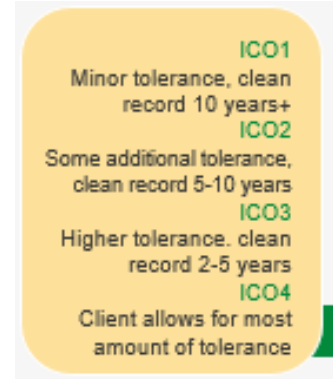 ICO1
Minor tolerance, clean
record 10 years+
ICO2
Some additional tolerance,
clean record 5-10 years
ICO3
Higher tolerance. clean
record 2-5 years
ICO4
Client allows for most
amount of tolerance